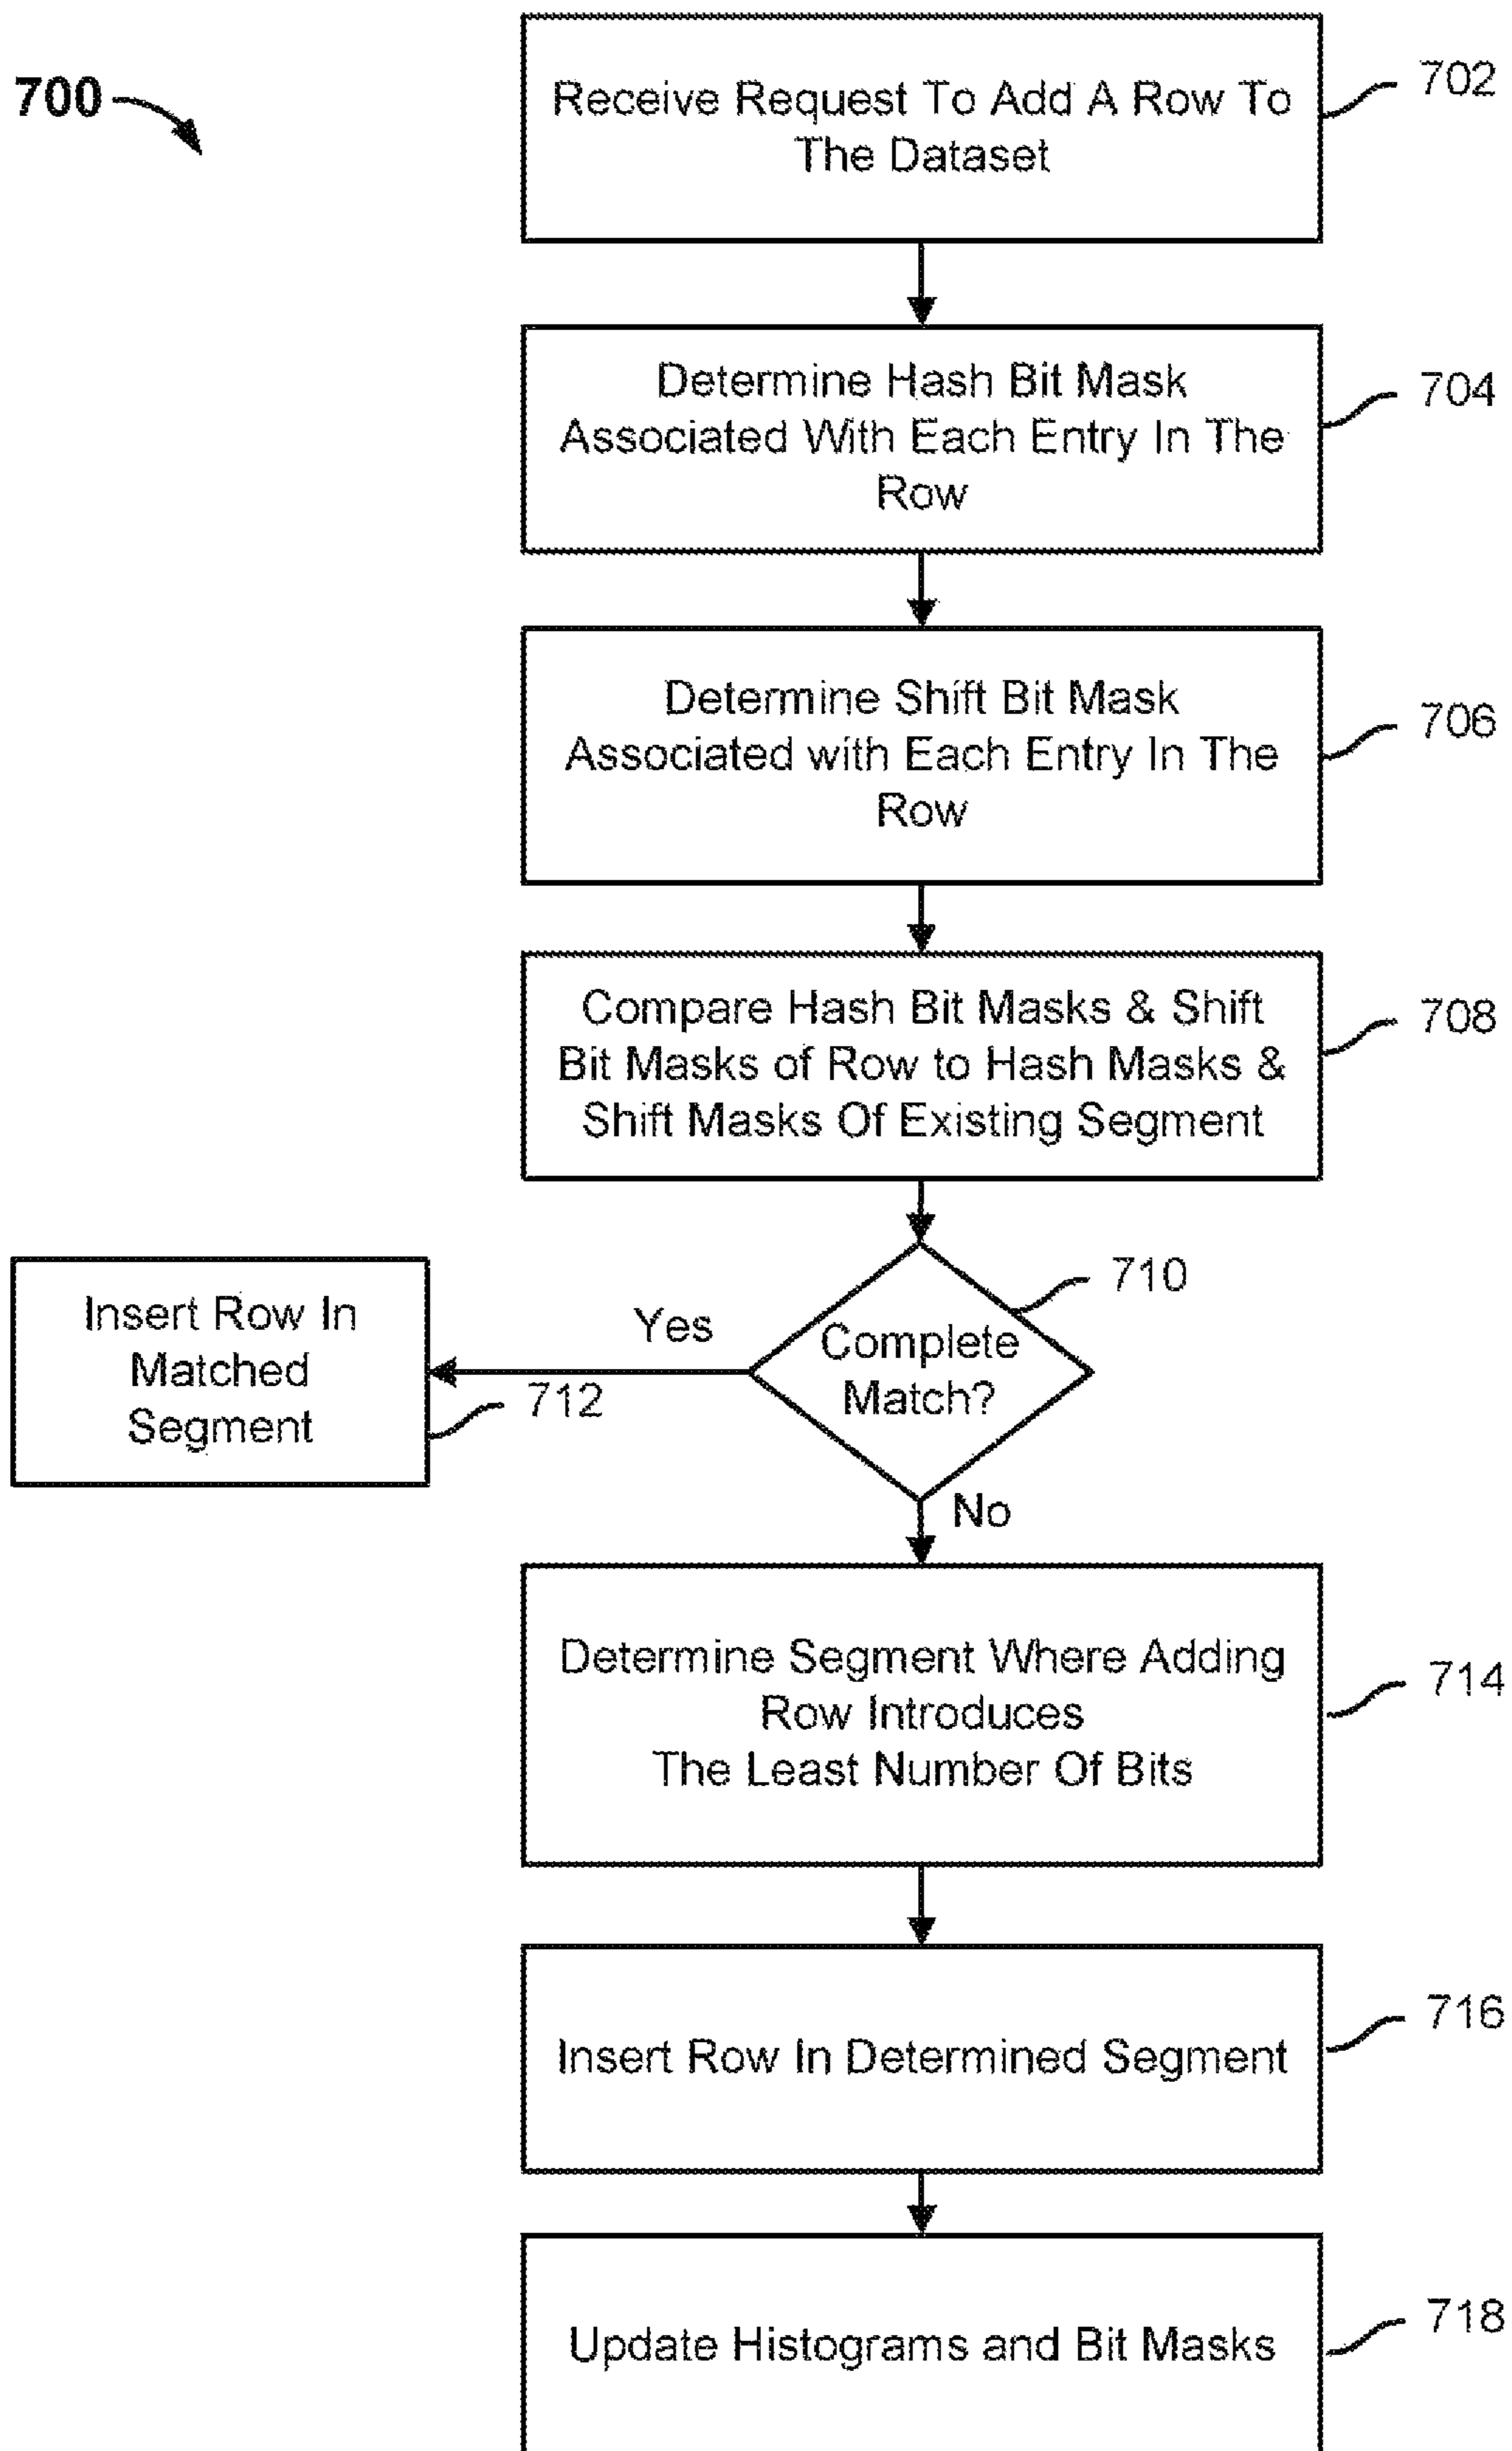 700
Receive Request To Add A Row To
The Dataset
702
Determine Hash Bit Mask
Associated With Each Entry In The
Row
704
Determine Shift Bit Mask
Associated with Each Entry In The
Row
706
Compare Hash Bit Masks & Shift
Bit Masks of Row to Hash Masks &
Shift Masks Of Existing Segment
708
Complete
Match?
710
Yes
Insert Row In
Matched
Segment
712
No
Determine Segment Where Adding
Row Introduces
The Least Number Of Bits
714
Insert Row In Determined Segment
716
Update Histograms and Bit Masks
718